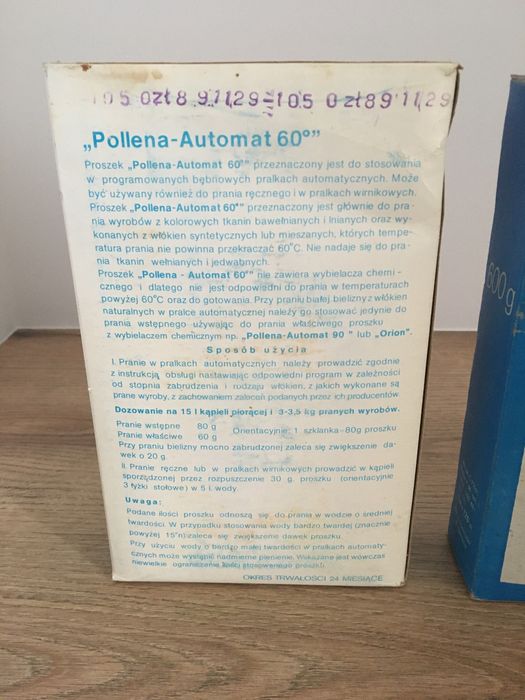 105 0zł8 9'11,29=105 0zł89'11,29
„Pollena-Automat 60°”
Proszek „Pollena-Automat 60°” przeznaczony jest do stosowania
w programowanych bębnowych pralkach automatycznych. Może
być używany również do prania ręcznego i w pralkach wirnikowych.
Proszek „Pollena-Automat 60°” przeznaczony jest głównie do pra-
nia wyrobów z kolorowych tkanin bawełnianych i lnianych oraz wy-
konanych z włókien syntetycznych lub mieszanych, których tempe-
ratura prania nie powinna przekraczać 60°C. Nie nadaje się do pra-
nia tkanin wełnianych i jedwabnych.
Proszek „Pollena - Automat 60°” nie zawiera wybielacza chemi-
cznego i dlatego nie jest odpowiedni do prania w temperaturach
powyżej 60°C oraz do gotowania. Przy praniu białej bielizny z włókien
naturalnych w pralce automatycznej należy go stosować jedynie do
prania wstępnego używając do prania właściwego proszku
z wybielaczem chemicznym np. „Pollena-Automat 90” lub „Orion”.
Sposób użycia
I. Pranie w pralkach automatycznych należy prowadzić zgodnie
z instrukcją obsługi nastawiając odpowiedni program w zależności
od stopnia zabrudzenia i rodzaju włókien, z jakich wykonane są
prane wyroby, z zachowaniem zaleceń podanych przez ich producentów
Dozowanie na 15 l kąpieli piorącej i 3-3,5 kg pranych wyrobów.
Pranie wstępne 80 g Orientacyjnie: 1 szklanka-80g proszku
Pranie właściwe 60 g
Przy praniu bielizny mocno zabrudzonej zaleca się zwiększenie da-
wek o 20 g.
II. Pranie ręczne lub w pralkach wirnikowych prowadzić w kąpieli
sporządzonej przez rozpuszczenie 30 g. proszku (orientacyjnie
3 łyżki stołowe) w 5 l. wody.
Uwaga:
Podane ilości proszku odnoszą się do prania w wodzie o średniej
twardości. W przypadku stosowania wody bardzo twardej (znacznie
powyżej 15°n) zaleca się zwiększenie dawek proszku.
Przy użyciu wody o bardzo małej twardości w pralkach automaty-
cznych może wystąpić nadmierne pienienie. Wskazane jest wówczas
niewielkie ograniczenie ilości stosowanego proszku.
OKRES TRWAŁOŚCI 24 MIESIĄCE
600 g